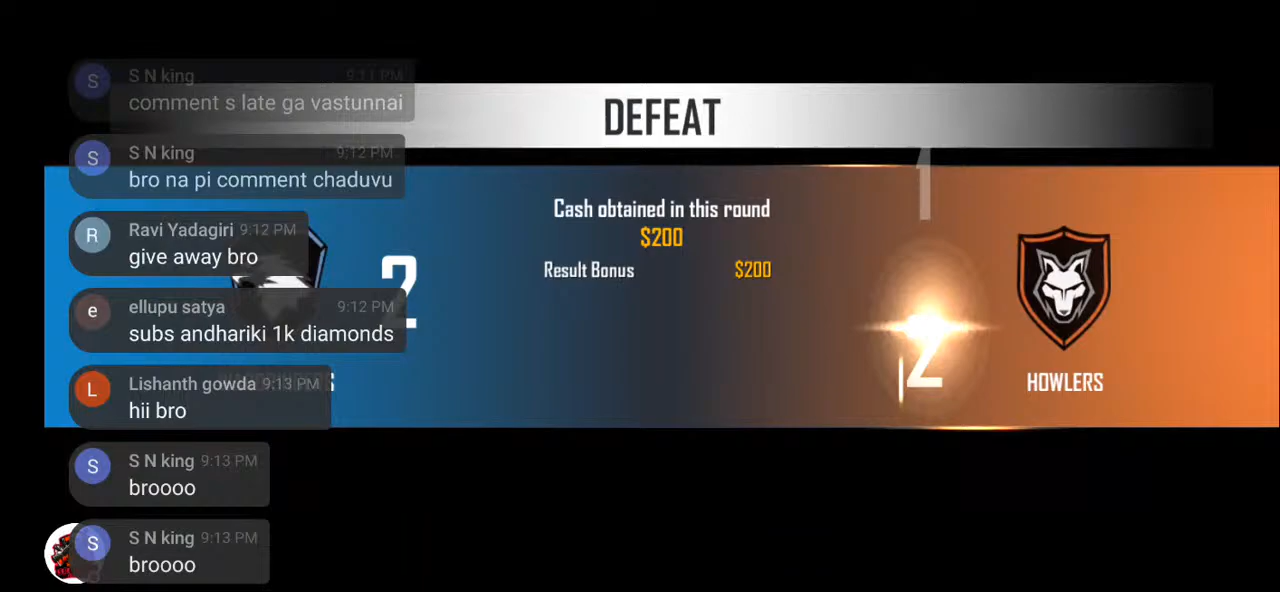 S N king 9:11 PM
comment s late ga vastunnai
DEFEAT
S N king 9:12 PM
bro na pi comment chaduvu
Ravi Yadagiri 9:12 PM
give away bro
ellupu satya 9:12 PM
subs andhariki 1k diamonds
Lishanth gowda 9:13 PM
hii bro
S N king 9:13 PM
broooo
S N king 9:13 PM
broooo
2
Cash obtained in this round
$200
Result Bonus $200
1
2
HOWLERS